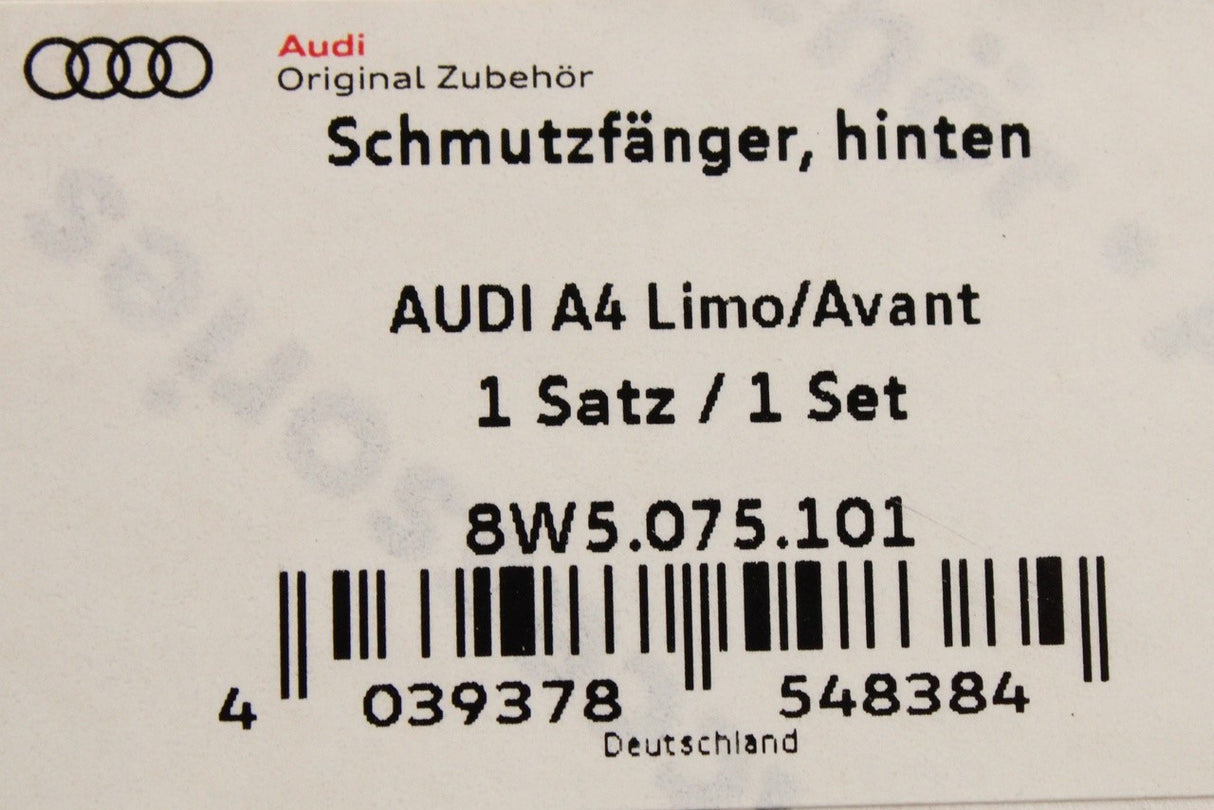 Audi
Original Zubehör
Schmutzfänger, hinten
AUDI A4 Limo/Avant
1 Satz / 1 Set
8W5.075.101
4 039378 548384
Deutschland